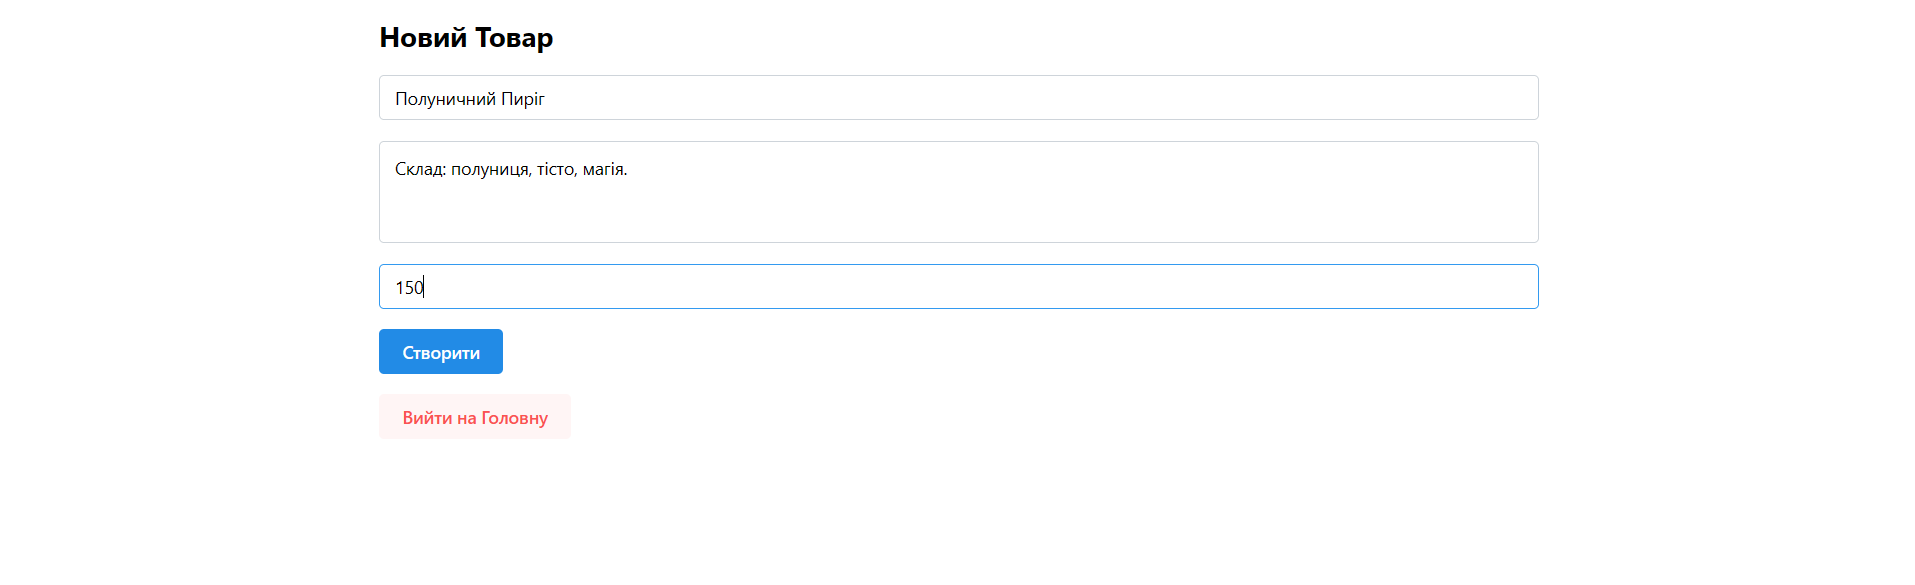 Новий Товар
Полуничний Пиріг
Склад: полуниця, тісто, магія.
150
Створити
Вийти на Головну